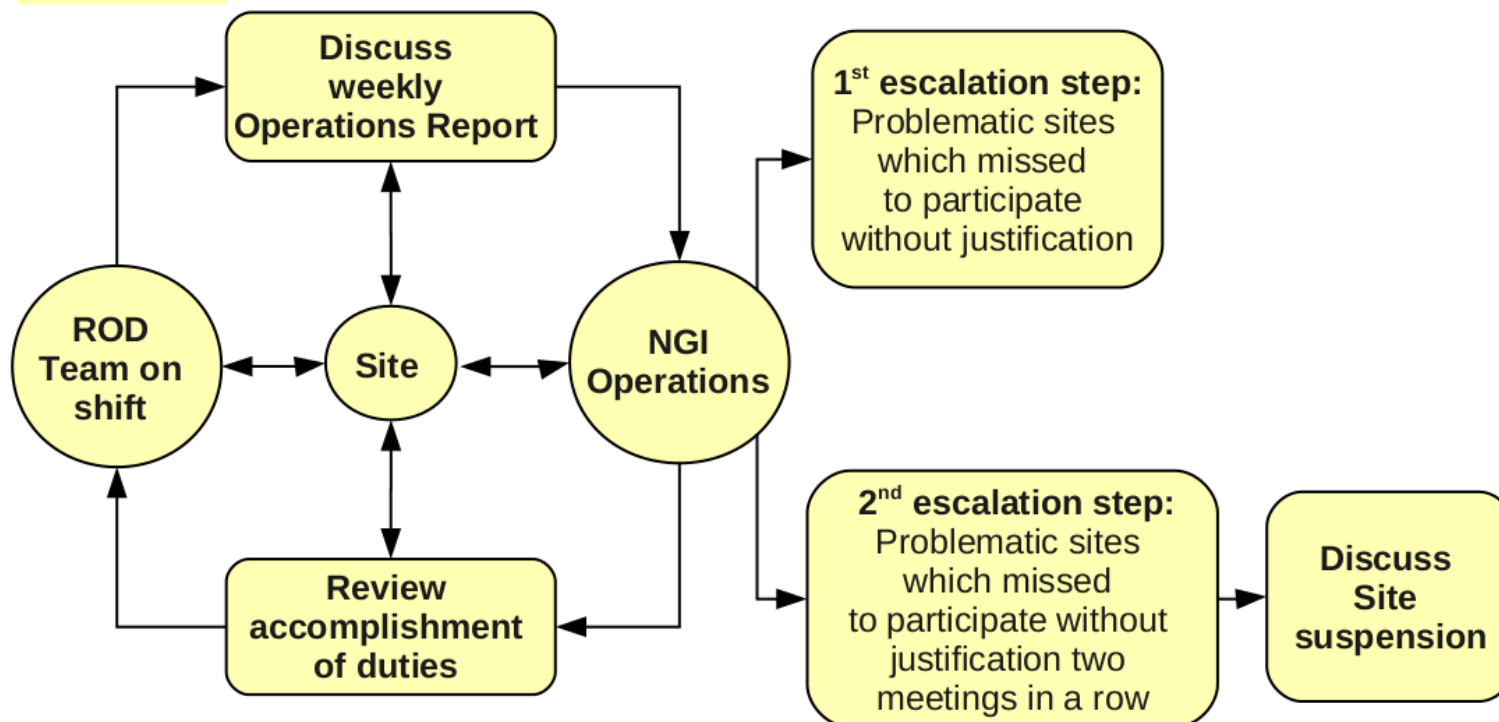 Discuss
weekly
Operations Report
1st escalation step:
Problematic sites
which missed
to participate
without justification
ROD
Team on
shift
Site
NGI
Operations
Review
accomplishment
of duties
2nd escalation step:
Problematic sites
which missed
to participate without
justification two
meetings in a row
Discuss
Site
suspension